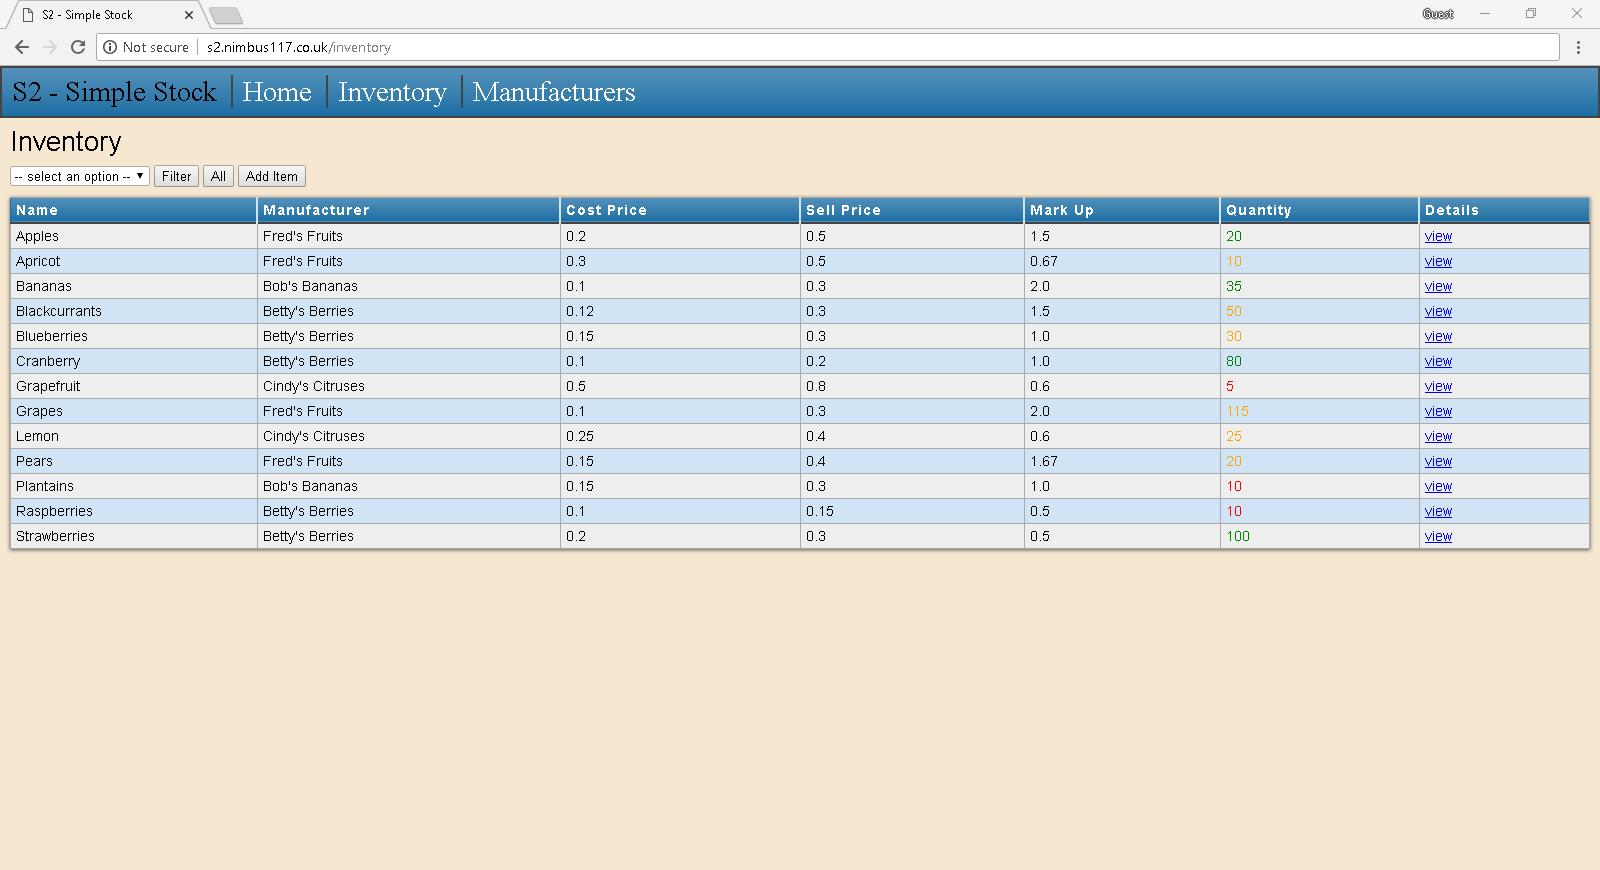 S2 - Simple Stock
Guest
Not secure s2.nimbus117.co.uk/inventory
S2 - Simple Stock Home Inventory Manufacturers
Inventory
-- select an option -- Filter All Add Item
Name Manufacturer Cost Price Sell Price Mark Up Quantity Details
Apples Fred's Fruits 0.2 0.5 1.5 20 view
Apricot Fred's Fruits 0.3 0.5 0.67 10 view
Bananas Bob's Bananas 0.1 0.3 2.0 35 view
Blackcurrants Betty's Berries 0.12 0.3 1.5 50 view
Blueberries Betty's Berries 0.15 0.3 1.0 30 view
Cranberry Betty's Berries 0.1 0.2 1.0 80 view
Grapefruit Cindy's Citruses 0.5 0.8 0.6 5 view
Grapes Fred's Fruits 0.1 0.3 2.0 115 view
Lemon Cindy's Citruses 0.25 0.4 0.6 25 view
Pears Fred's Fruits 0.15 0.4 1.67 20 view
Plantains Bob's Bananas 0.15 0.3 1.0 10 view
Raspberries Betty's Berries 0.1 0.15 0.5 10 view
Strawberries Betty's Berries 0.2 0.3 0.5 100 view